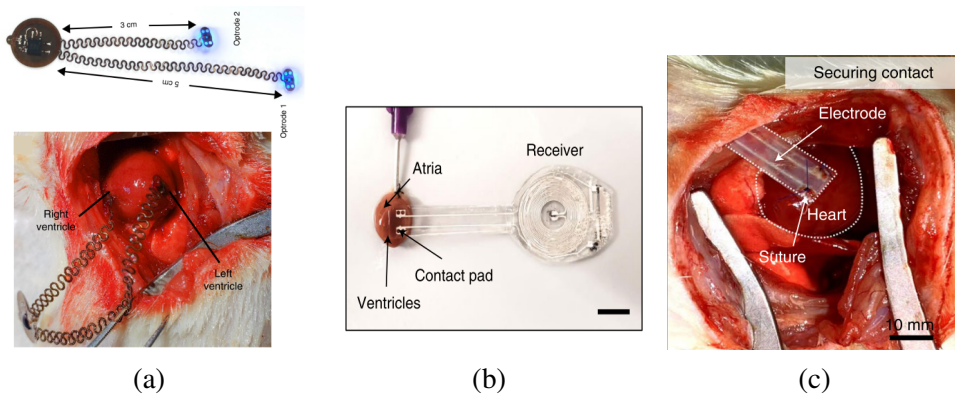 3 cm
Optrode 2
5 cm
Optrode 1
Right
ventricle
Left
ventricle
(a)
Receiver
Atria
Contact pad
Ventricles
(b)
Securing contact
Electrode
Heart
Suture
10 mm
(c)